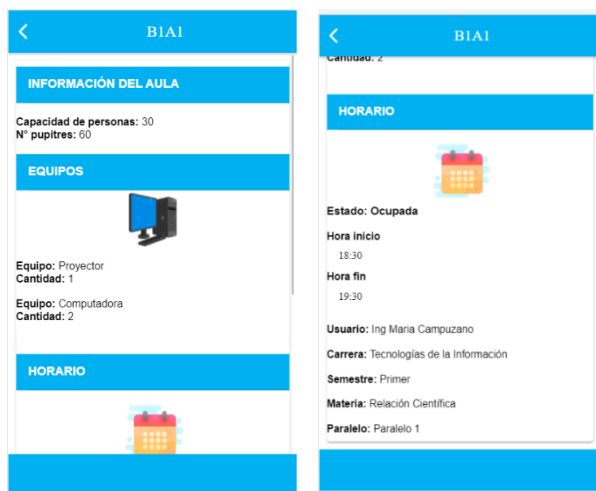 B1A1
INFORMACIÓN DEL AULA
Capacidad de personas: 30
N° pupitres: 60
EQUIPOS
Equipo: Proyector
Cantidad: 1
Equipo: Computadora
Cantidad: 2
HORARIO
B1A1
Cantidad: 2
HORARIO
Estado: Ocupada
Hora inicio
18:30
Hora fin
19:30
Usuario: Ing Maria Campuzano
Carrera: Tecnologías de la Información
Semestre: Primer
Materia: Relación Científica
Paralelo: Paralelo 1